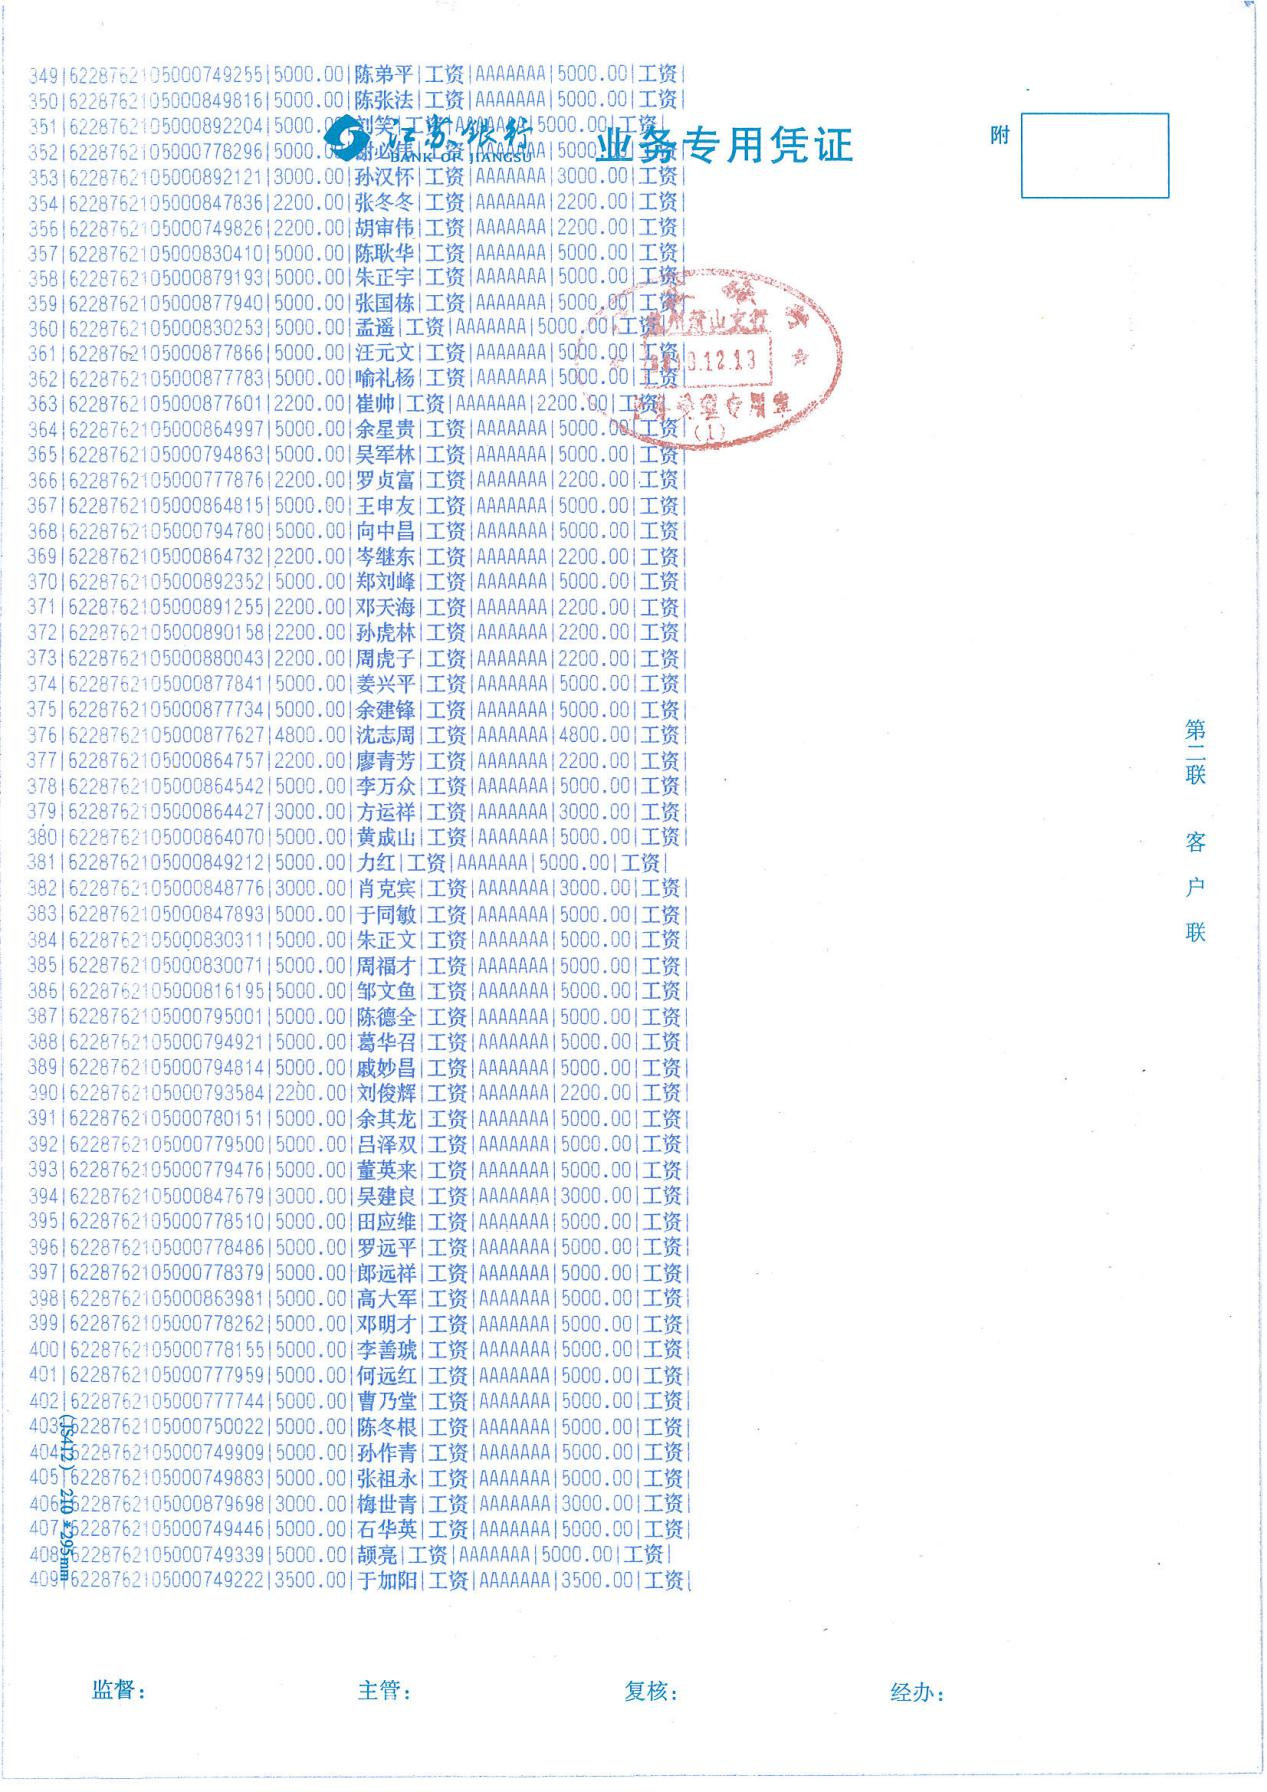 349|6228762105000749255|5000.00|陈弟平|工资|AAAAAAA|5000.00|工资|
350|6228762105000849816|5000.00|陈张法|工资|AAAAAAA|5000.00|工资|
351|6228762105000892204|5000.00|刘笑|工资|AAAAAAA|5000.00|工资|
江苏银行
BANK OF JIANGSU
业务专用凭证
附
352|6228762105000778296|5000.00|谢必伟|工资|AAAAAAA|5000.00|工资|
353|6228762105000892121|3000.00|孙汉怀|工资|AAAAAAA|3000.00|工资|
354|6228762105000847836|2200.00|张冬冬|工资|AAAAAAA|2200.00|工资|
356|6228762105000749826|2200.00|胡审伟|工资|AAAAAAA|2200.00|工资|
357|6228762105000830410|5000.00|陈耿华|工资|AAAAAAA|5000.00|工资|
358|6228762105000879193|5000.00|朱正宇|工资|AAAAAAA|5000.00|工资|
359|6228762105000877940|5000.00|张国栋|工资|AAAAAAA|5000.00|工资|
360|6228762105000830253|5000.00|孟遥|工资|AAAAAAA|5000.00|工资|
361|6228762105000877866|5000.00|汪元文|工资|AAAAAAA|5000.00|工资|
362|6228762105000877783|5000.00|喻礼杨|工资|AAAAAAA|5000.00|工资|
12.13
363|6228762105000877601|2200.00|崔帅|工资|AAAAAAA|2200.00|工资|
364|6228762105000864997|5000.00|余星贵|工资|AAAAAAA|5000.00|工资|
(1)
365|6228762105000794863|5000.00|吴军林|工资|AAAAAAA|5000.00|工资|
366|6228762105000777876|2200.00|罗贞富|工资|AAAAAAA|2200.00|工资|
367|6228762105000864815|5000.00|王申友|工资|AAAAAAA|5000.00|工资|
368|6228762105000794780|5000.00|向中昌|工资|AAAAAAA|5000.00|工资|
369|6228762105000864732|2200.00|岑继东|工资|AAAAAAA|2200.00|工资|
370|6228762105000892352|5000.00|郑刘峰|工资|AAAAAAA|5000.00|工资|
371|6228762105000891255|2200.00|邓天海|工资|AAAAAAA|2200.00|工资|
372|6228762105000890158|2200.00|孙虎林|工资|AAAAAAA|2200.00|工资|
373|6228762105000880043|2200.00|周虎子|工资|AAAAAAA|2200.00|工资|
374|6228762105000877841|5000.00|姜兴平|工资|AAAAAAA|5000.00|工资|
375|6228762105000877734|5000.00|余建锋|工资|AAAAAAA|5000.00|工资|
376|6228762105000877627|4800.00|沈志周|工资|AAAAAAA|4800.00|工资|
377|6228762105000864757|2200.00|廖青芳|工资|AAAAAAA|2200.00|工资|
378|6228762105000864542|5000.00|李万众|工资|AAAAAAA|5000.00|工资|
379|6228762105000864427|3000.00|方运祥|工资|AAAAAAA|3000.00|工资|
380|6228762105000864070|5000.00|黄成山|工资|AAAAAAA|5000.00|工资|
381|6228762105000849212|5000.00|力红|工资|AAAAAAA|5000.00|工资|
382|6228762105000848776|3000.00|肖克宾|工资|AAAAAAA|3000.00|工资|
383|6228762105000847893|5000.00|于同敏|工资|AAAAAAA|5000.00|工资|
384|6228762105000830311|5000.00|朱正文|工资|AAAAAAA|5000.00|工资|
385|6228762105000830071|5000.00|周福才|工资|AAAAAAA|5000.00|工资|
386|6228762105000816195|5000.00|邹文鱼|工资|AAAAAAA|5000.00|工资|
387|6228762105000795001|5000.00|陈德全|工资|AAAAAAA|5000.00|工资|
388|6228762105000794921|5000.00|葛华召|工资|AAAAAAA|5000.00|工资|
389|6228762105000794814|5000.00|戚妙昌|工资|AAAAAAA|5000.00|工资|
390|6228762105000793584|2200.00|刘俊辉|工资|AAAAAAA|2200.00|工资|
391|6228762105000780151|5000.00|余其龙|工资|AAAAAAA|5000.00|工资|
392|6228762105000779500|5000.00|吕泽双|工资|AAAAAAA|5000.00|工资|
393|6228762105000779476|5000.00|董英来|工资|AAAAAAA|5000.00|工资|
394|6228762105000847679|3000.00|吴建良|工资|AAAAAAA|3000.00|工资|
395|6228762105000778510|5000.00|田应维|工资|AAAAAAA|5000.00|工资|
396|6228762105000778486|5000.00|罗远平|工资|AAAAAAA|5000.00|工资|
397|6228762105000778379|5000.00|郎远祥|工资|AAAAAAA|5000.00|工资|
398|6228762105000863981|5000.00|高大军|工资|AAAAAAA|5000.00|工资|
399|6228762105000778262|5000.00|邓明才|工资|AAAAAAA|5000.00|工资|
400|6228762105000778155|5000.00|李善琥|工资|AAAAAAA|5000.00|工资|
401|6228762105000777959|5000.00|何远红|工资|AAAAAAA|5000.00|工资|
402|6228762105000777744|5000.00|曹乃堂|工资|AAAAAAA|5000.00|工资|
403|6228762105000750022|5000.00|陈冬根|工资|AAAAAAA|5000.00|工资|
404|6228762105000749909|5000.00|孙作青|工资|AAAAAAA|5000.00|工资|
405|6228762105000749883|5000.00|张祖永|工资|AAAAAAA|5000.00|工资|
406|6228762105000879698|3000.00|梅世青|工资|AAAAAAA|3000.00|工资|
407|6228762105000749446|5000.00|石华英|工资|AAAAAAA|5000.00|工资|
408|6228762105000749339|5000.00|颉亮|工资|AAAAAAA|5000.00|工资|
409|6228762105000749222|3500.00|于加阳|工资|AAAAAAA|3500.00|工资|
(JS412) 210*295mm
第二联 客户联
监督： 主管： 复核： 经办：